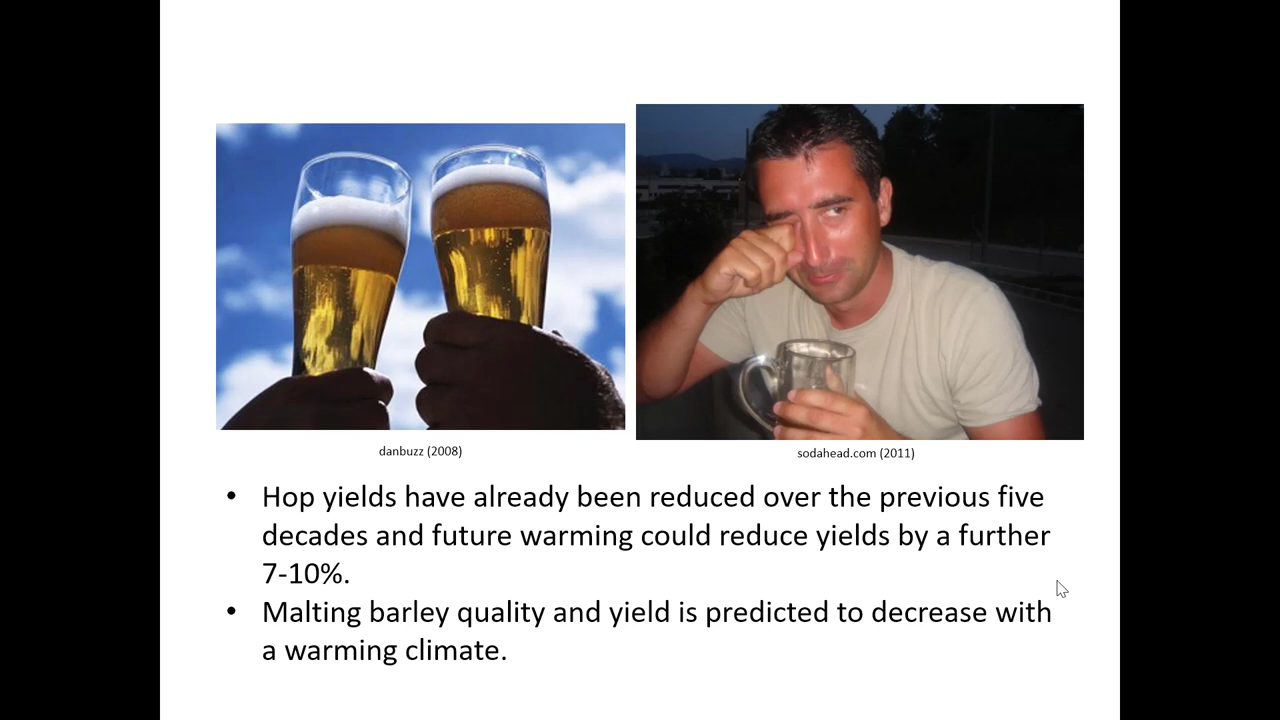 danbuzz (2008)
sodahead.com (2011)
• Hop yields have already been reduced over the previous five
decades and future warming could reduce yields by a further
7-10%.
• Malting barley quality and yield is predicted to decrease with
a warming climate.